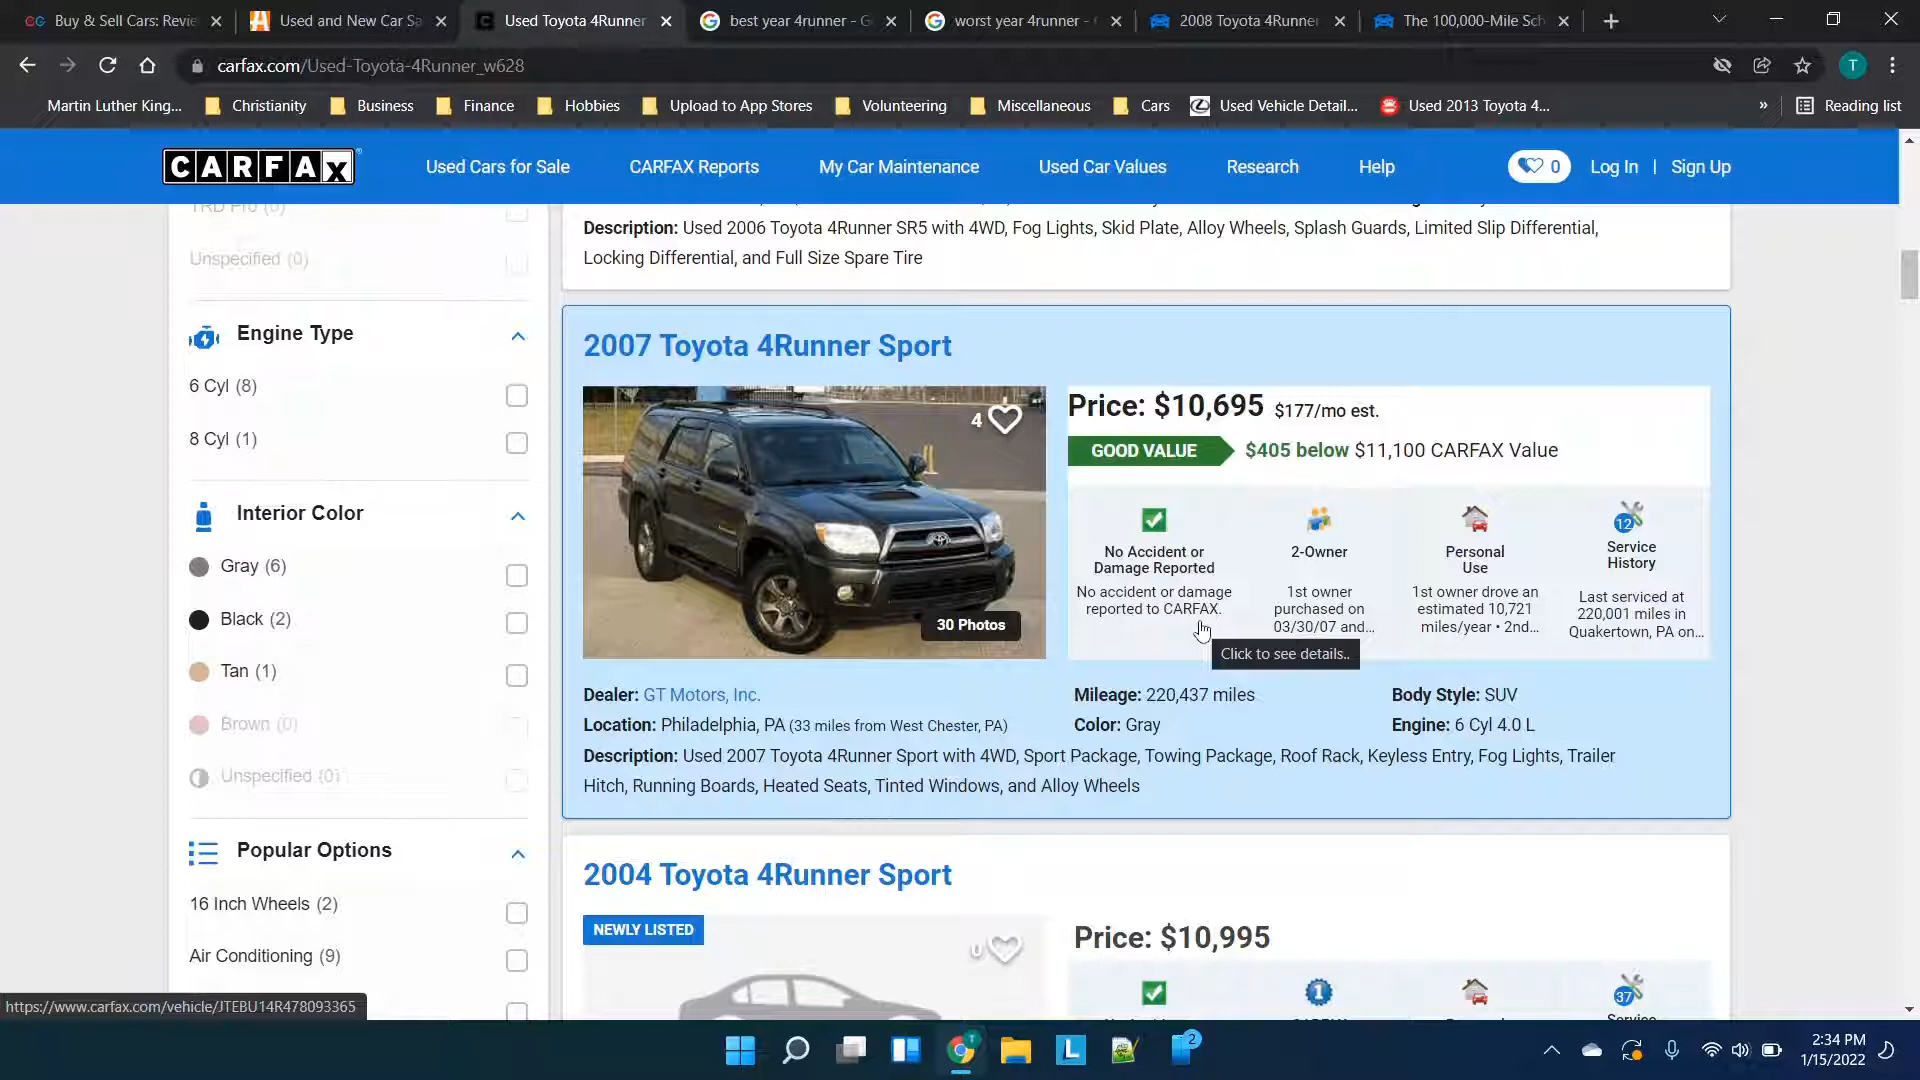 Buy & Sell Cars: Revie
Used and New Car Sa
Used Toyota 4Runner
best year 4runner - G
worst year 4runner -
2008 Toyota 4Runner
The 100,000-Mile Sch
carfax.com/Used-Toyota-4Runner_w628
T
Martin Luther King...
Christianity
Business
Finance
Hobbies
Upload to App Stores
Volunteering
Miscellaneous
Cars
Used Vehicle Detail...
Used 2013 Toyota 4...
»
Reading list
CARFAX
Used Cars for Sale
CARFAX Reports
My Car Maintenance
Used Car Values
Research
Help
0
Log In | Sign Up
TRD Pro (0)
Unspecified (0)
Engine Type
6 Cyl (8)
8 Cyl (1)
Interior Color
Gray (6)
Black (2)
Tan (1)
Brown (0)
Unspecified (0)
Popular Options
16 Inch Wheels (2)
Air Conditioning (9)
Description: Used 2006 Toyota 4Runner SR5 with 4WD, Fog Lights, Skid Plate, Alloy Wheels, Splash Guards, Limited Slip Differential,
Locking Differential, and Full Size Spare Tire
2007 Toyota 4Runner Sport
4
30 Photos
Price: $10,695 $177/mo est.
GOOD VALUE $405 below $11,100 CARFAX Value
No Accident or
Damage Reported
No accident or damage
reported to CARFAX.
2-Owner
1st owner
purchased on
03/30/07 and...
Personal
Use
1st owner drove an
estimated 10,721
miles/year • 2nd...
12
Service
History
Last serviced at
220,001 miles in
Quakertown, PA on...
Click to see details..
Dealer: GT Motors, Inc.
Mileage: 220,437 miles
Body Style: SUV
Location: Philadelphia, PA (33 miles from West Chester, PA)
Color: Gray
Engine: 6 Cyl 4.0 L
Description: Used 2007 Toyota 4Runner Sport with 4WD, Sport Package, Towing Package, Roof Rack, Keyless Entry, Fog Lights, Trailer
Hitch, Running Boards, Heated Seats, Tinted Windows, and Alloy Wheels
2004 Toyota 4Runner Sport
NEWLY LISTED
0
Price: $10,995
1
37
Service
https://www.carfax.com/vehicle/JTEBU14R478093365
T
L
2
2:34 PM
1/15/2022